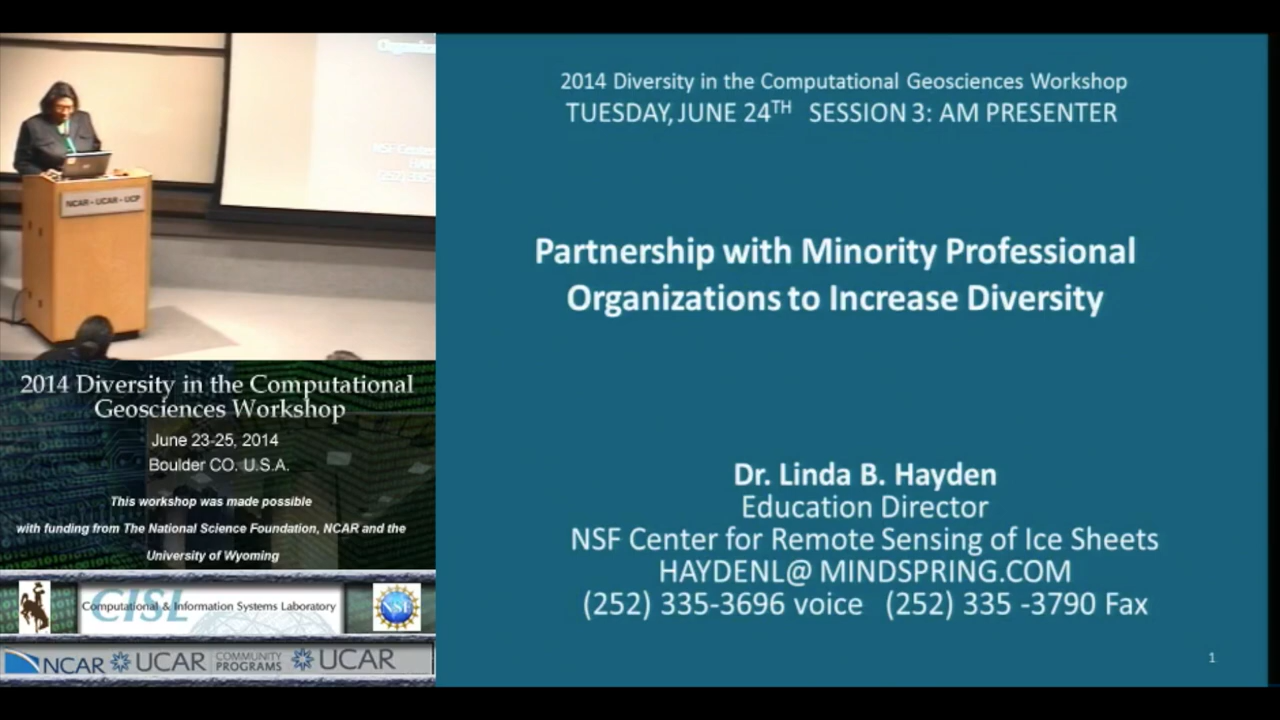 NCAR • UCAR • UCP
2014 Diversity in the Computational
Geosciences Workshop
June 23-25, 2014
Boulder CO. U.S.A.
This workshop was made possible
with funding from The National Science Foundation, NCAR and the
University of Wyoming
CISL
Computational & Information Systems Laboratory
NSF
NCAR UCAR COMMUNITY PROGRAMS UCAR
2014 Diversity in the Computational Geosciences Workshop
TUESDAY, JUNE 24TH SESSION 3: AM PRESENTER
Partnership with Minority Professional
Organizations to Increase Diversity
Dr. Linda B. Hayden
Education Director
NSF Center for Remote Sensing of Ice Sheets
HAYDENL@ MINDSPRING.COM
(252) 335-3696 voice (252) 335 -3790 Fax
1